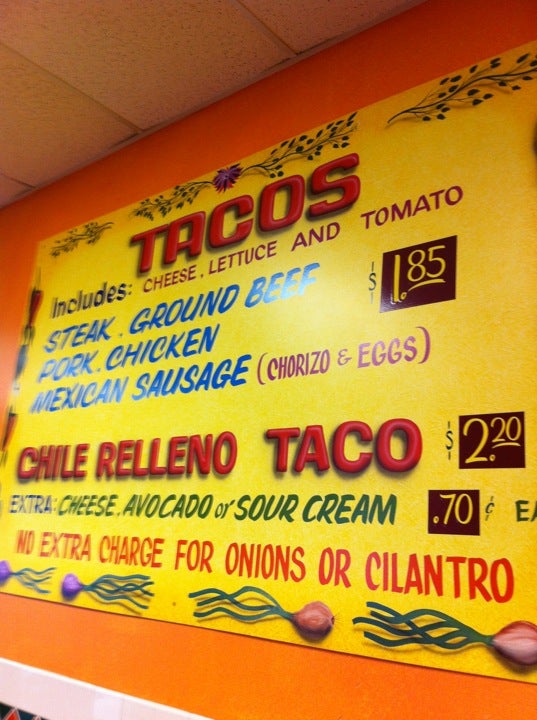 TACOS
Includes: CHEESE, LETTUCE AND TOMATO
STEAK. GROUND BEEF $1.85
PORK. CHICKEN
MEXICAN SAUSAGE (CHORIZO & EGGS)
CHILE RELLENO TACO $2.20
EXTRA: CHEESE. AVOCADO or SOUR CREAM .70¢
NO EXTRA CHARGE FOR ONIONS OR CILANTRO